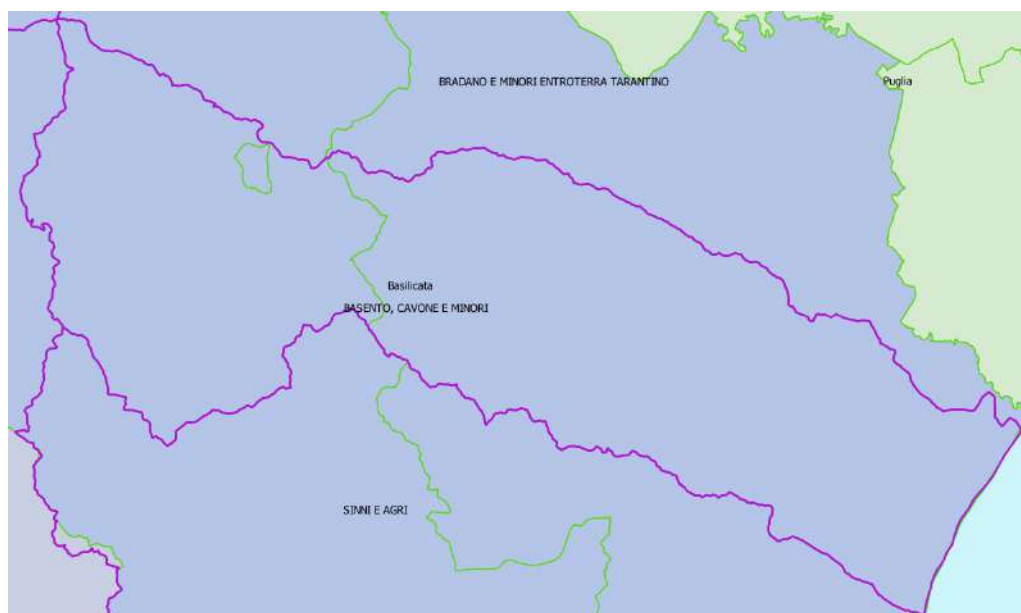 BRADANO E MINORI ENTROTERRA TARANTINO
Puglia
Basilicata
BASENTO, CAVONE E MINORI
SINNI E AGRI